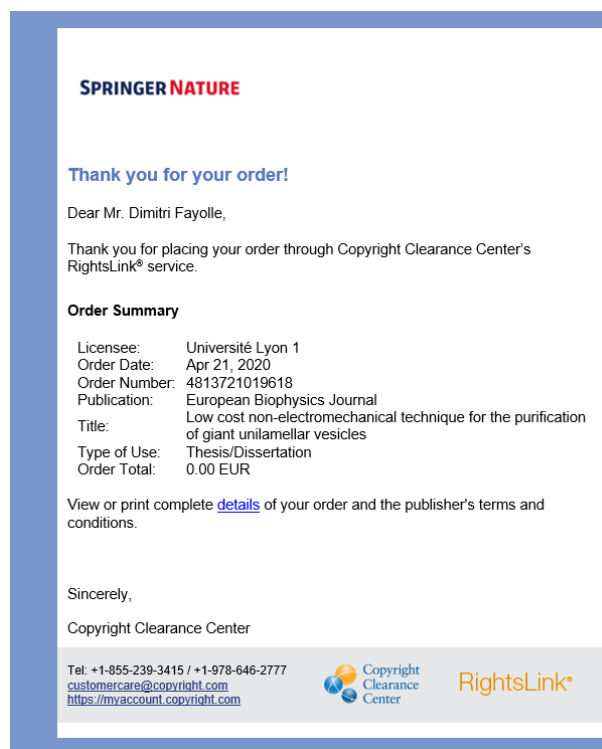 SPRINGER NATURE
Thank you for your order!
Dear Mr. Dimitri Fayolle,
Thank you for placing your order through Copyright Clearance Center's
RightsLink® service.
Order Summary
Licensee: Université Lyon 1
Order Date: Apr 21, 2020
Order Number: 4813721019618
Publication: European Biophysics Journal
Title: Low cost non-electromechanical technique for the purification
of giant unilamellar vesicles
Type of Use: Thesis/Dissertation
Order Total: 0.00 EUR
View or print complete details of your order and the publisher's terms and
conditions.
Sincerely,
Copyright Clearance Center
Tel: +1-855-239-3415 / +1-978-646-2777
customercare@copyright.com
https://myaccount.copyright.com
Copyright
Clearance
Center
RightsLink®